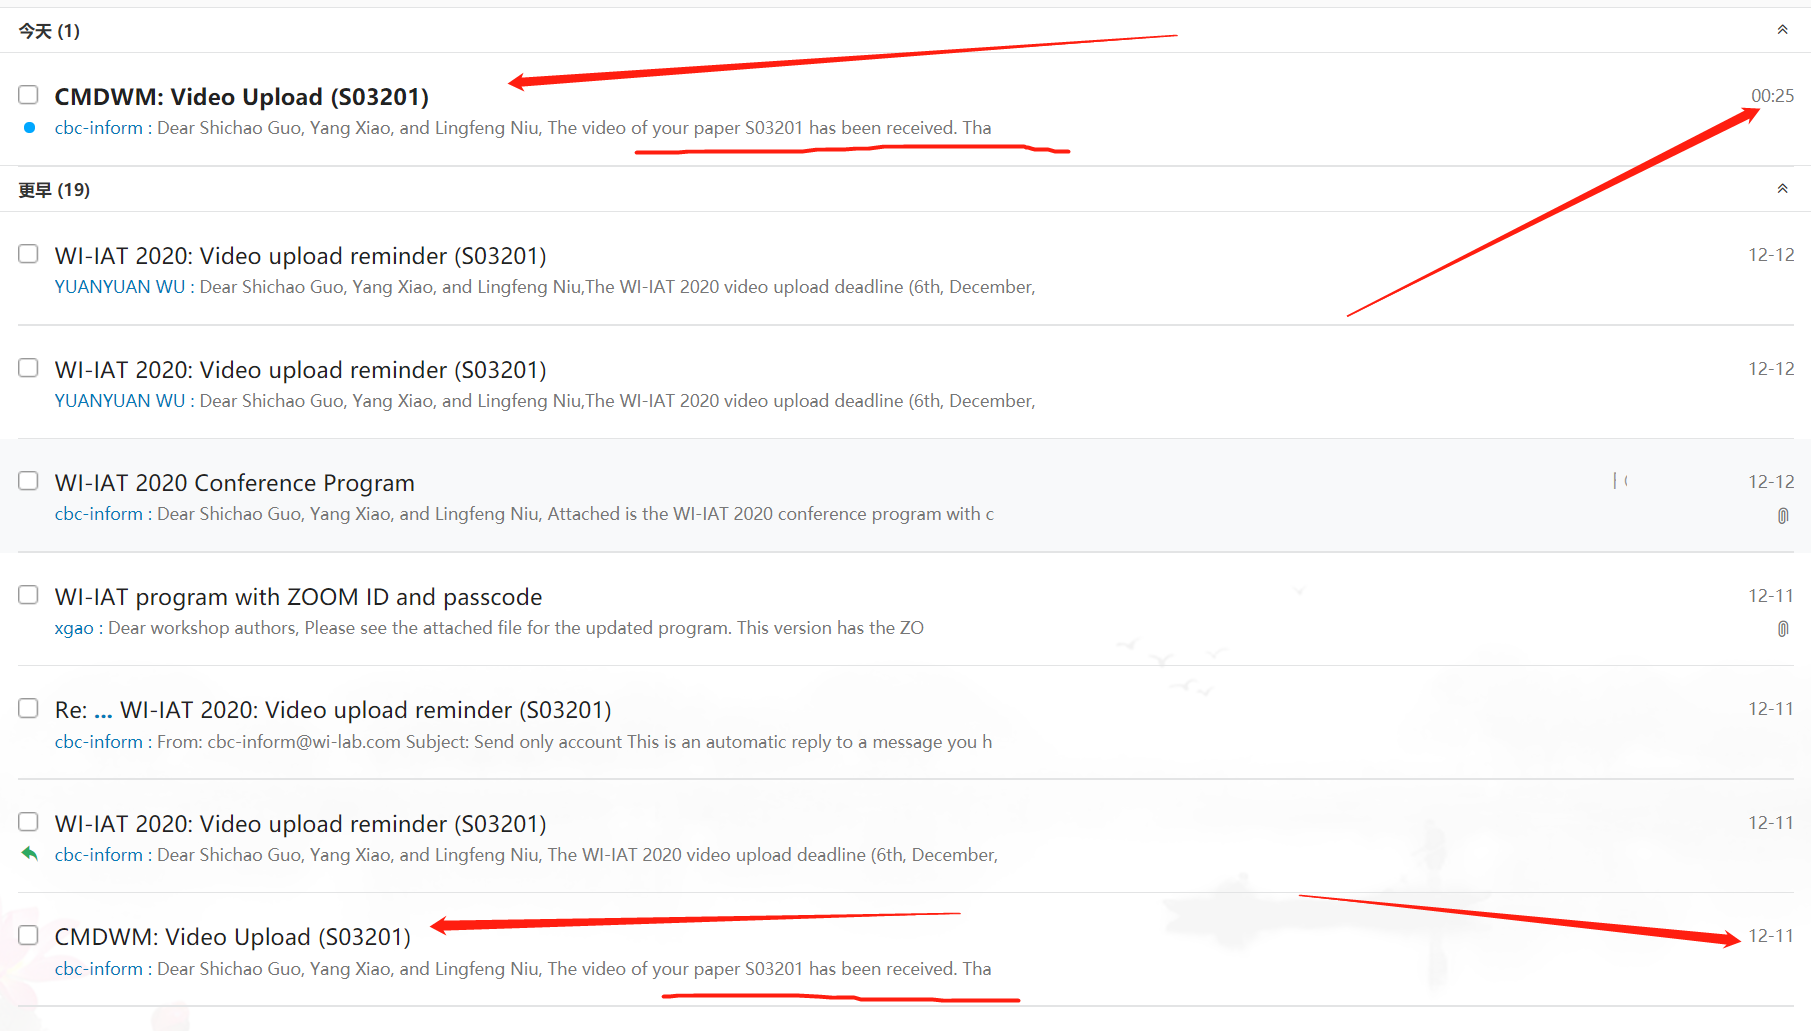 今天 (1)
CMDWM: Video Upload (S03201)
00:25
cbc-inform : Dear Shichao Guo, Yang Xiao, and Lingfeng Niu, The video of your paper S03201 has been received. Tha
更早 (19)
WI-IAT 2020: Video upload reminder (S03201)
12-12
YUANYUAN WU : Dear Shichao Guo, Yang Xiao, and Lingfeng Niu,The WI-IAT 2020 video upload deadline (6th, December,
WI-IAT 2020: Video upload reminder (S03201)
12-12
YUANYUAN WU : Dear Shichao Guo, Yang Xiao, and Lingfeng Niu,The WI-IAT 2020 video upload deadline (6th, December,
WI-IAT 2020 Conference Program
12-12
cbc-inform : Dear Shichao Guo, Yang Xiao, and Lingfeng Niu, Attached is the WI-IAT 2020 conference program with c
WI-IAT program with ZOOM ID and passcode
12-11
xgao : Dear workshop authors, Please see the attached file for the updated program. This version has the ZO
Re: ... WI-IAT 2020: Video upload reminder (S03201)
12-11
cbc-inform : From: cbc-inform@wi-lab.com Subject: Send only account This is an automatic reply to a message you h
WI-IAT 2020: Video upload reminder (S03201)
12-11
cbc-inform : Dear Shichao Guo, Yang Xiao, and Lingfeng Niu, The WI-IAT 2020 video upload deadline (6th, December,
CMDWM: Video Upload (S03201)
12-11
cbc-inform : Dear Shichao Guo, Yang Xiao, and Lingfeng Niu, The video of your paper S03201 has been received. Tha